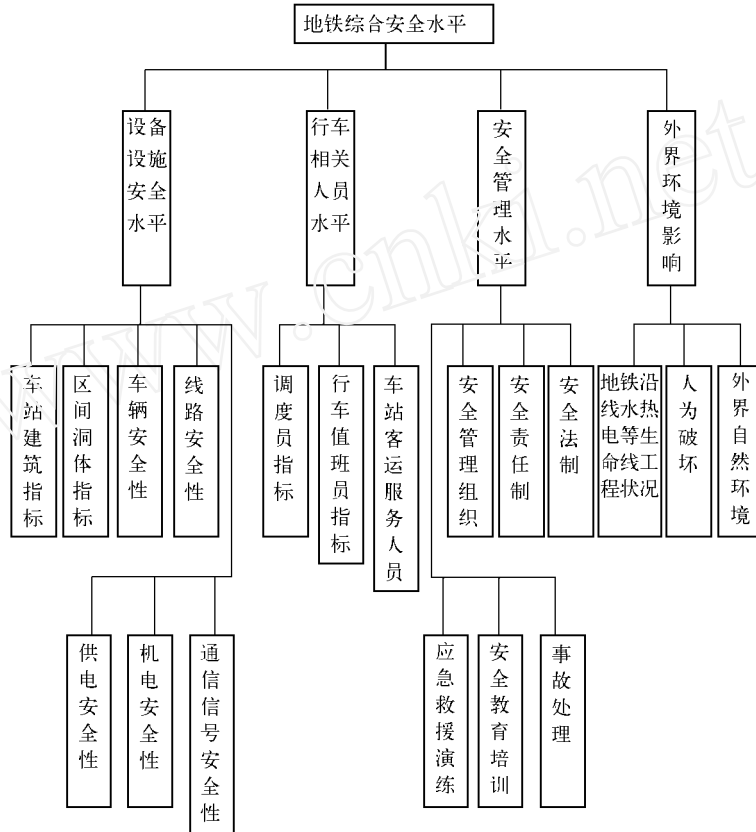 地铁综合安全水平
设备设施安全水平
行车相关人员水平
安全管理水平
外界环境影响
车站建筑指标
区间洞体指标
车辆安全性
线路安全性
调度员指标
行车值班员指标
车站客运服务人员
安全管理组织
安全责任制
安全法制
地铁沿线水热电等生命线工程状况
人为破坏
外界自然环境
供电安全性
机电安全性
通信信号安全性
应急救援演练
安全教育培训
事故处理
www.cnki.net